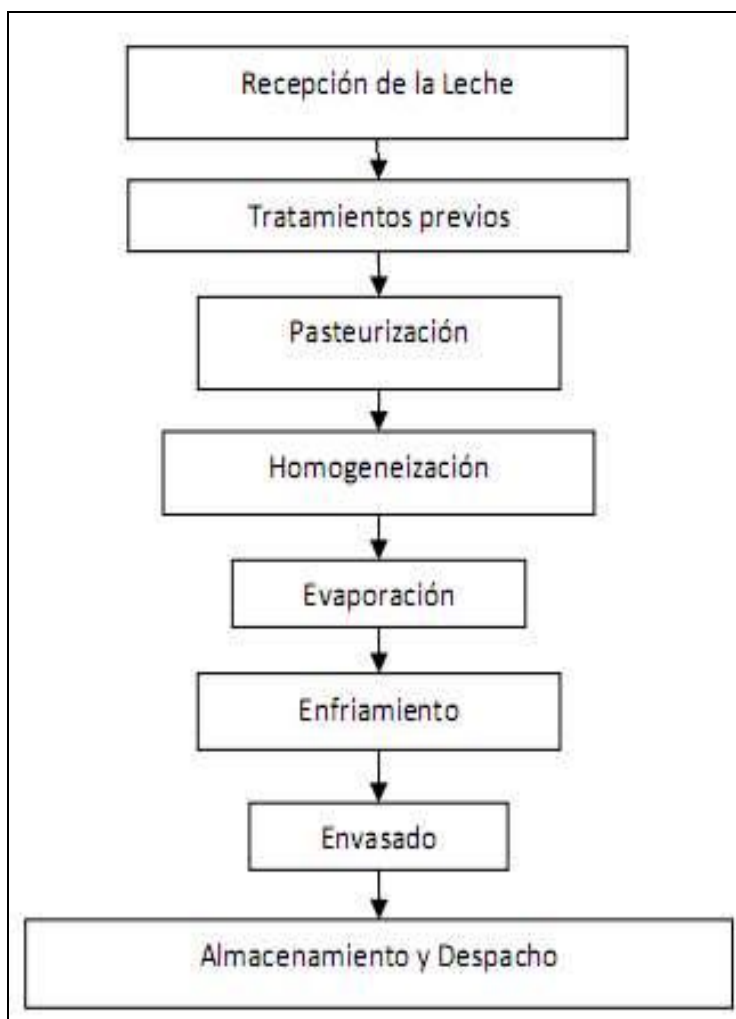 Recepción de la Leche
Tratamientos previos
Pasteurización
Homogeneización
Evaporación
Enfriamiento
Envasado
Almacenamiento y Despacho